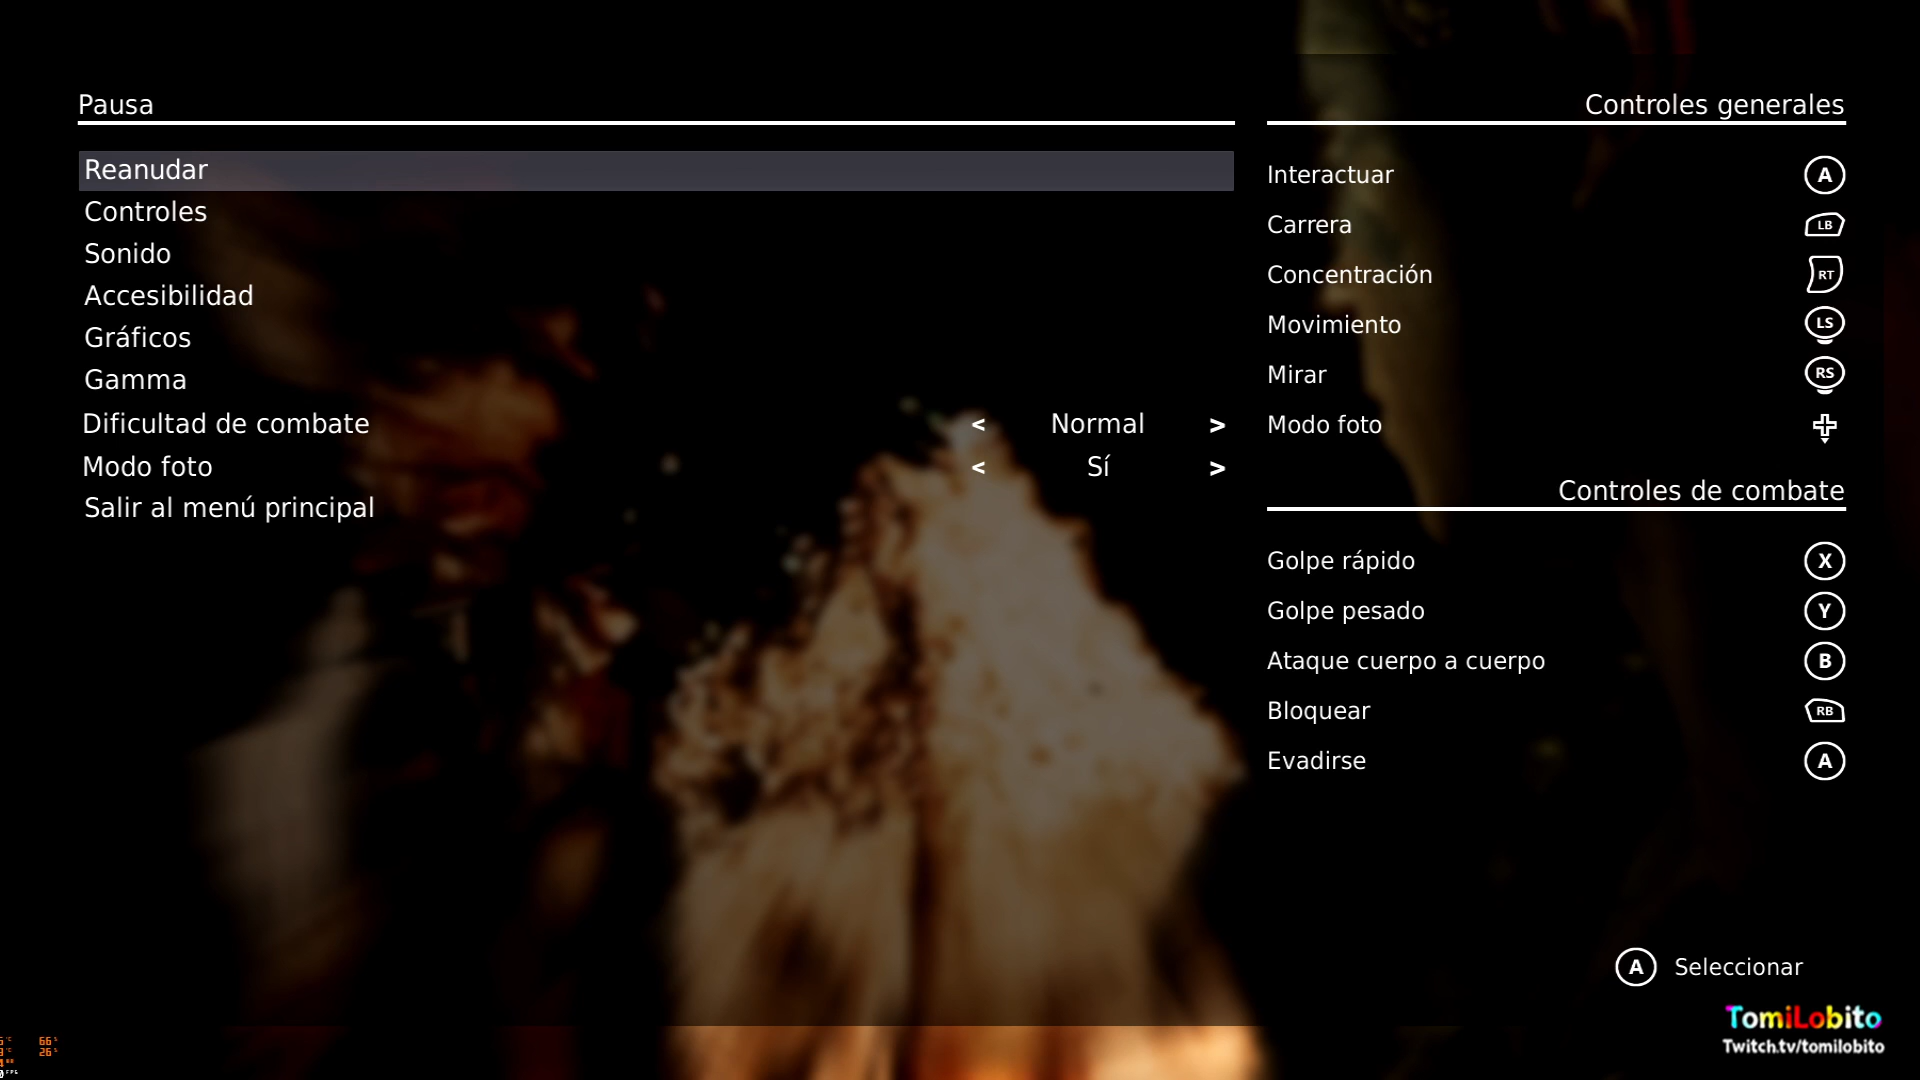 Pausa
Reanudar
Controles
Sonido
Accesibilidad
Gráficos
Gamma
Dificultad de combate < Normal >
Modo foto < Sí >
Salir al menú principal
Controles generales
Interactuar A
Carrera LB
Concentración RT
Movimiento LS
Mirar RS
Modo foto
Controles de combate
Golpe rápido X
Golpe pesado Y
Ataque cuerpo a cuerpo B
Bloquear RB
Evadirse A
A Seleccionar
TomiLobito
Twitch.tv/tomilobito
66
26